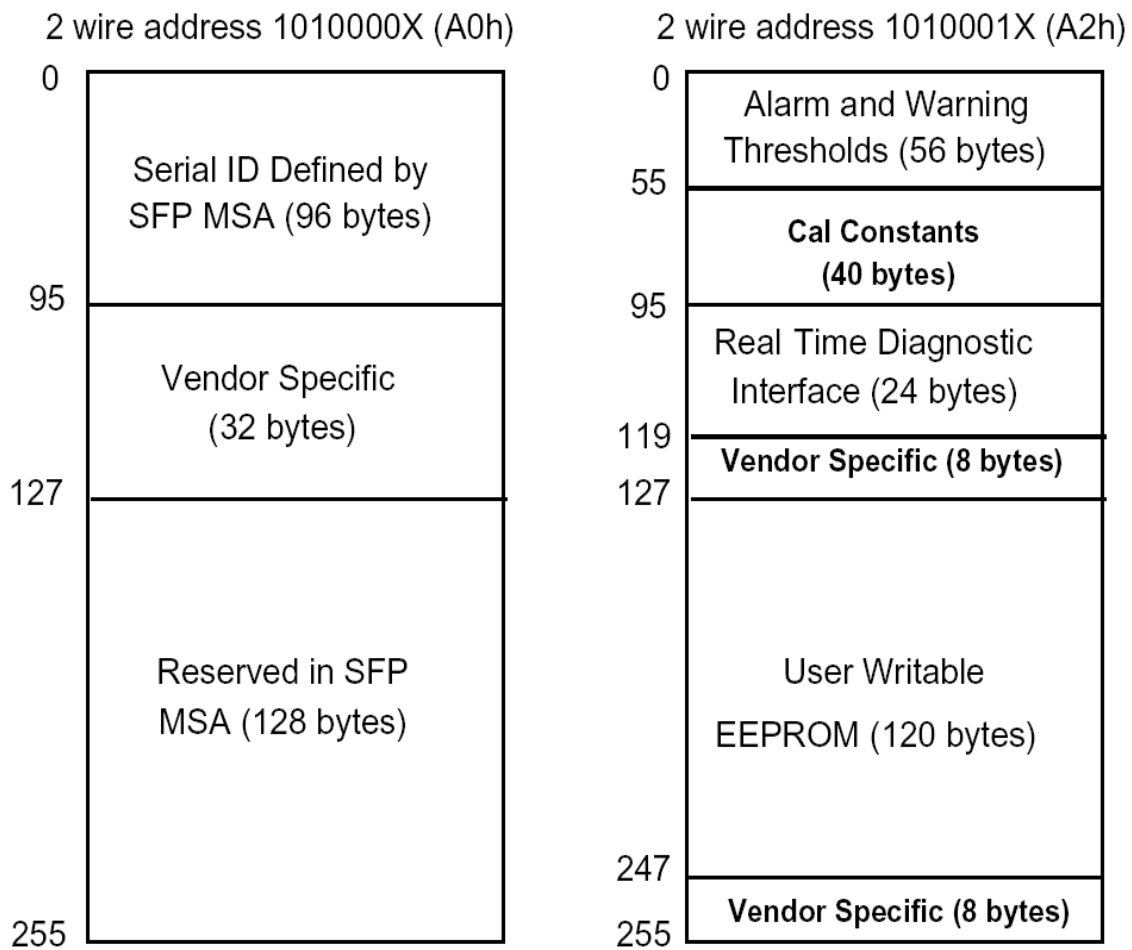 2 wire address 1010000X (A0h)
0
Serial ID Defined by
SFP MSA (96 bytes)
95
Vendor Specific
(32 bytes)
127
Reserved in SFP
MSA (128 bytes)
255
2 wire address 1010001X (A2h)
0
Alarm and Warning
Thresholds (56 bytes)
55
Cal Constants
(40 bytes)
95
Real Time Diagnostic
Interface (24 bytes)
119
Vendor Specific (8 bytes)
127
User Writable
EEPROM (120 bytes)
247
Vendor Specific (8 bytes)
255